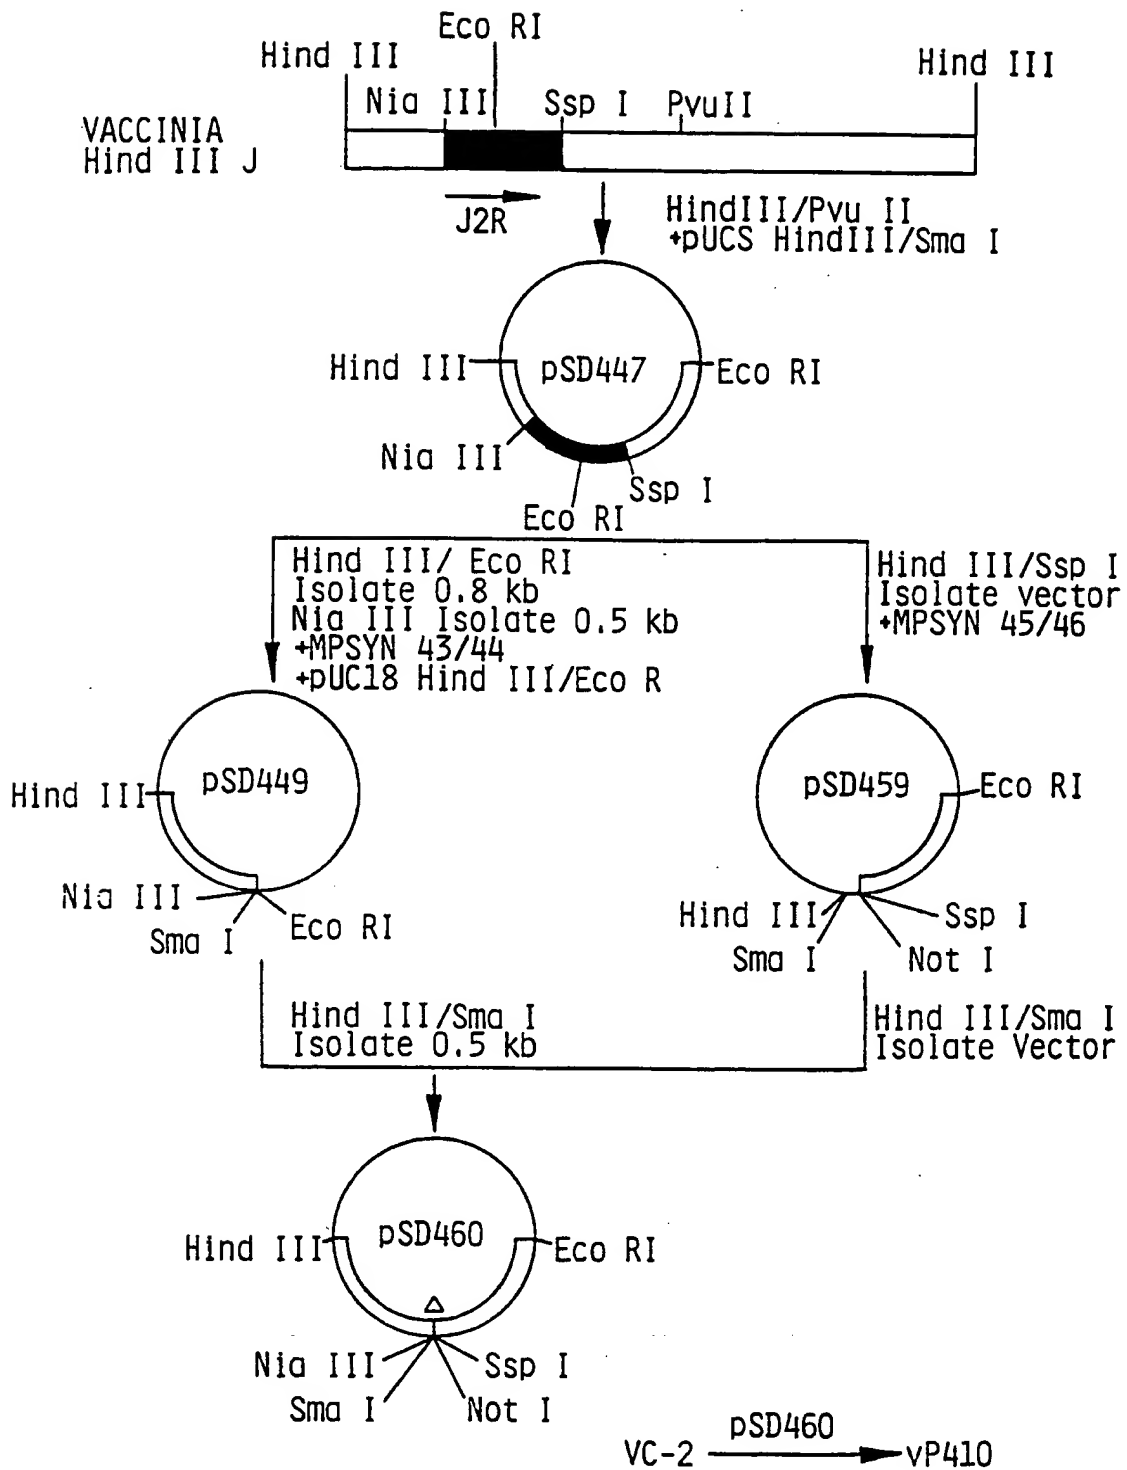 Eco RI
Hind III
Hind III
Nia III
Ssp I
PvuII
VACCINIA
Hind III J
J2R
HindIII/Pvu II
+pUCS HindIII/Sma I
Hind III
pSD447
Eco RI
Nia III
Ssp I
Eco RI
Hind III/ Eco RI
Isolate 0.8 kb
Nia III Isolate 0.5 kb
+MPSYN 43/44
+pUC18 Hind III/Eco R
Hind III/Ssp I
Isolate vector
+MPSYN 45/46
pSD449
Hind III
Nia III
Sma I
Eco RI
pSD459
Eco RI
Hind III
Sma I
Ssp I
Not I
Hind III/Sma I
Isolate 0.5 kb
Hind III/Sma I
Isolate Vector
Hind III
pSD460
Eco RI
Δ
Nia III
Ssp I
Sma I
Not I
pSD460
VC-2
vP410